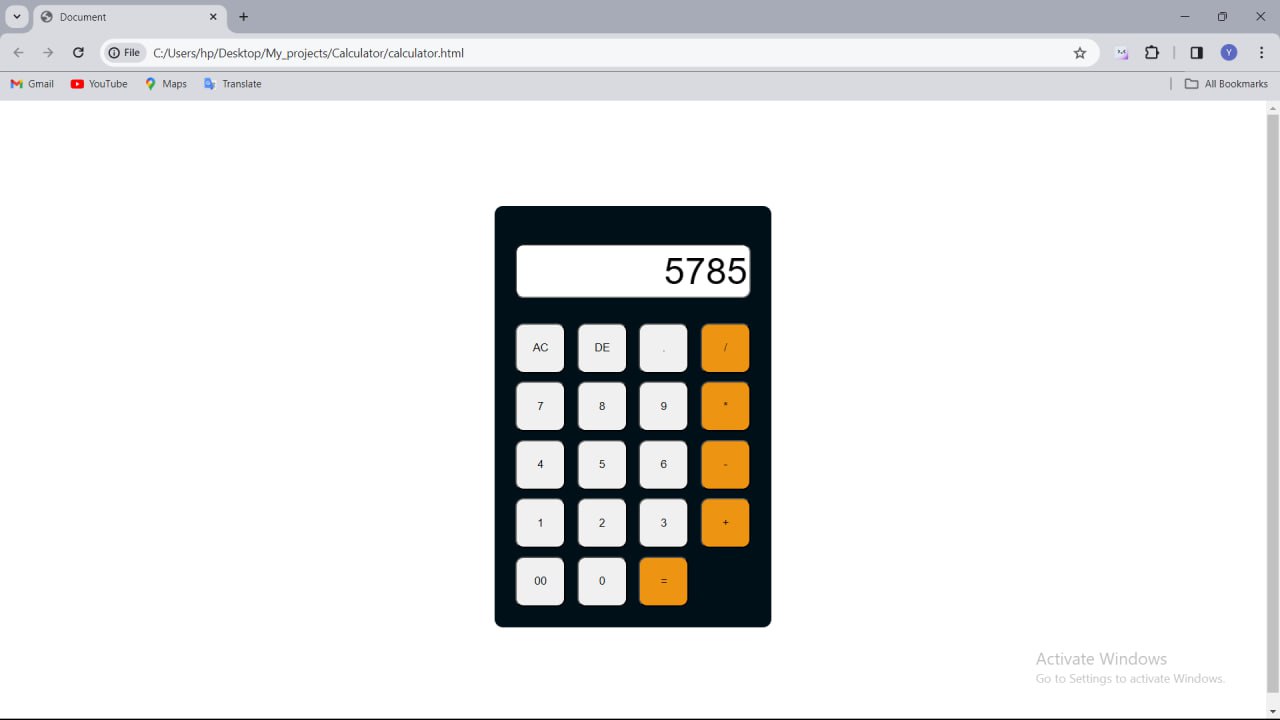 Document
File C:/Users/hp/Desktop/My_projects/Calculator/calculator.html
Y
Gmail YouTube Maps Translate All Bookmarks
5785
AC DE . /
7 8 9 *
4 5 6 -
1 2 3 +
00 0 =
Activate Windows
Go to Settings to activate Windows.